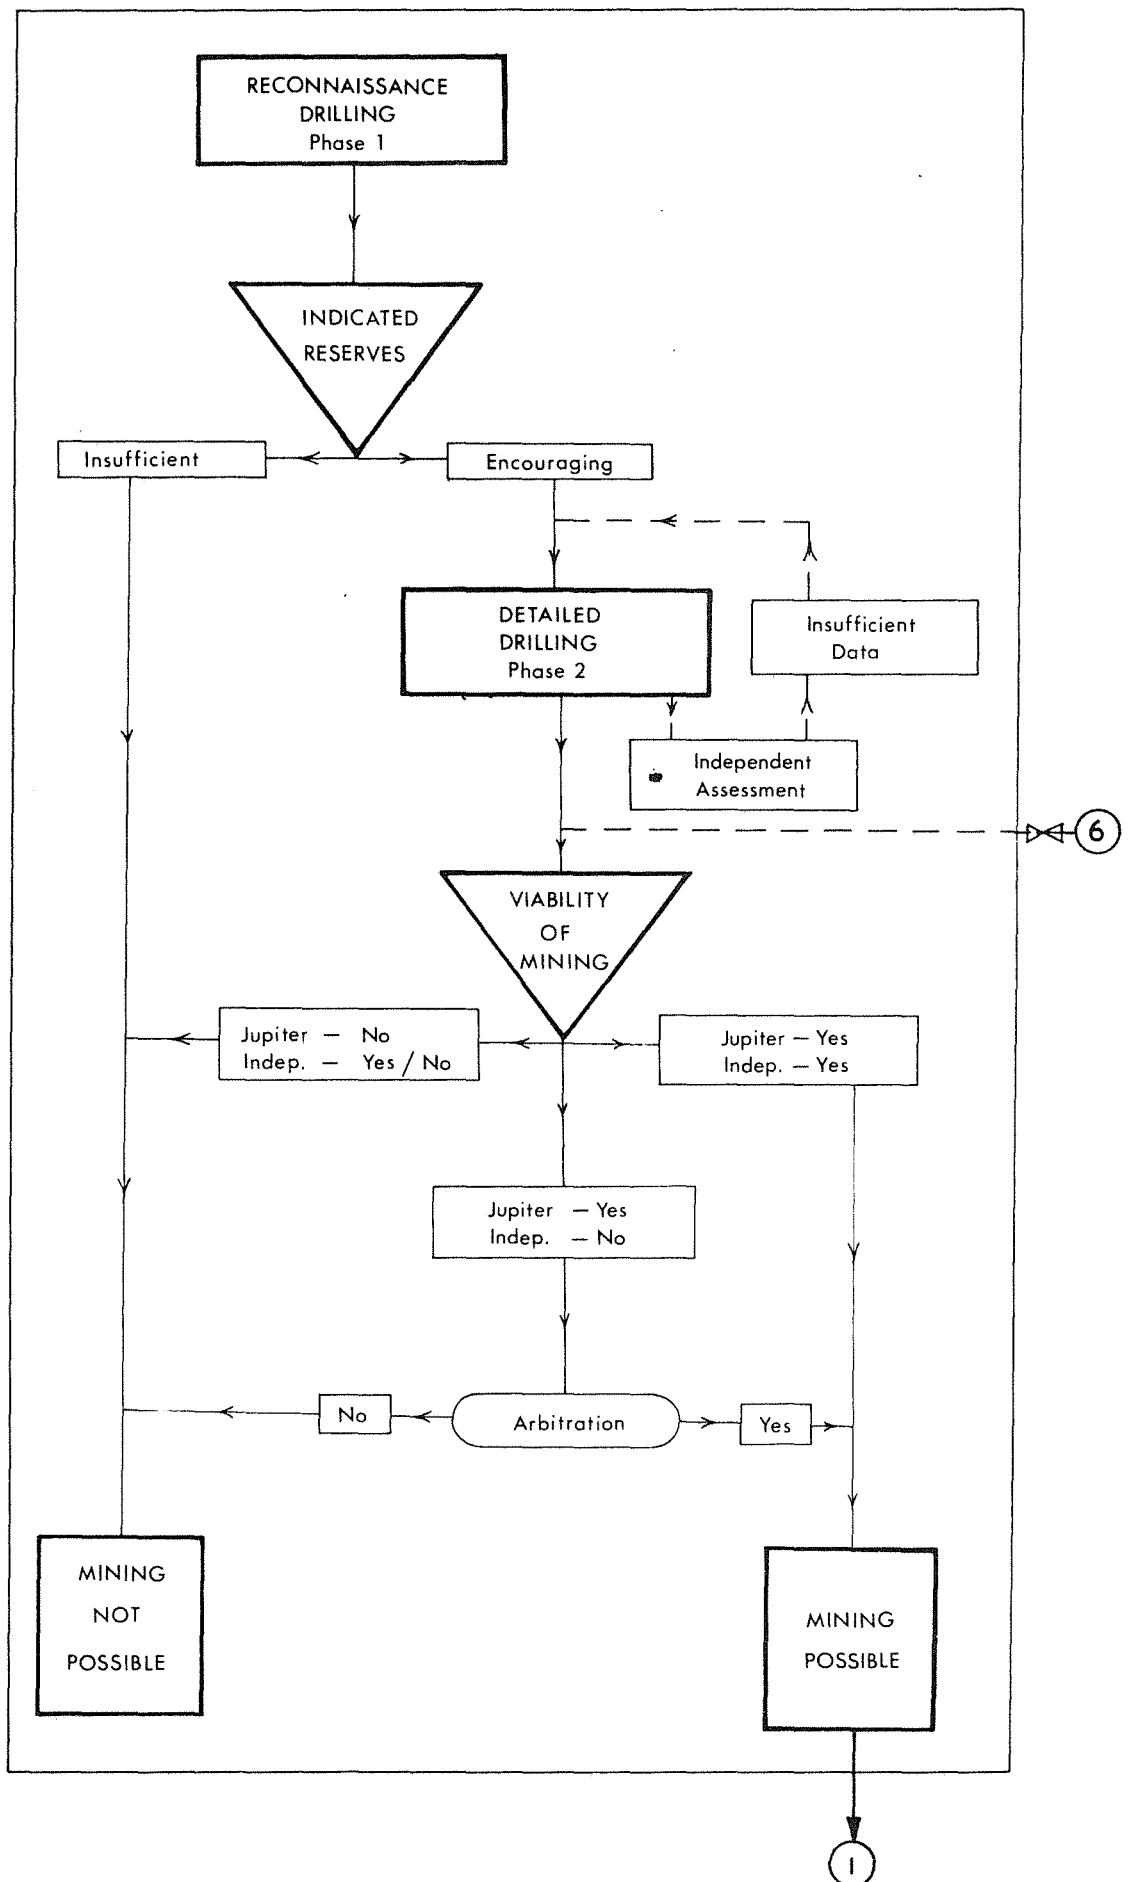 RECONNAISSANCE
DRILLING
Phase 1
INDICATED
RESERVES
Insufficient
Encouraging
DETAILED
DRILLING
Phase 2
Insufficient
Data
Independent
Assessment
6
VIABILITY
OF
MINING
Jupiter – No
Indep. – Yes / No
Jupiter – Yes
Indep. – Yes
Jupiter – Yes
Indep. – No
No
Arbitration
Yes
MINING
NOT
POSSIBLE
MINING
POSSIBLE
1